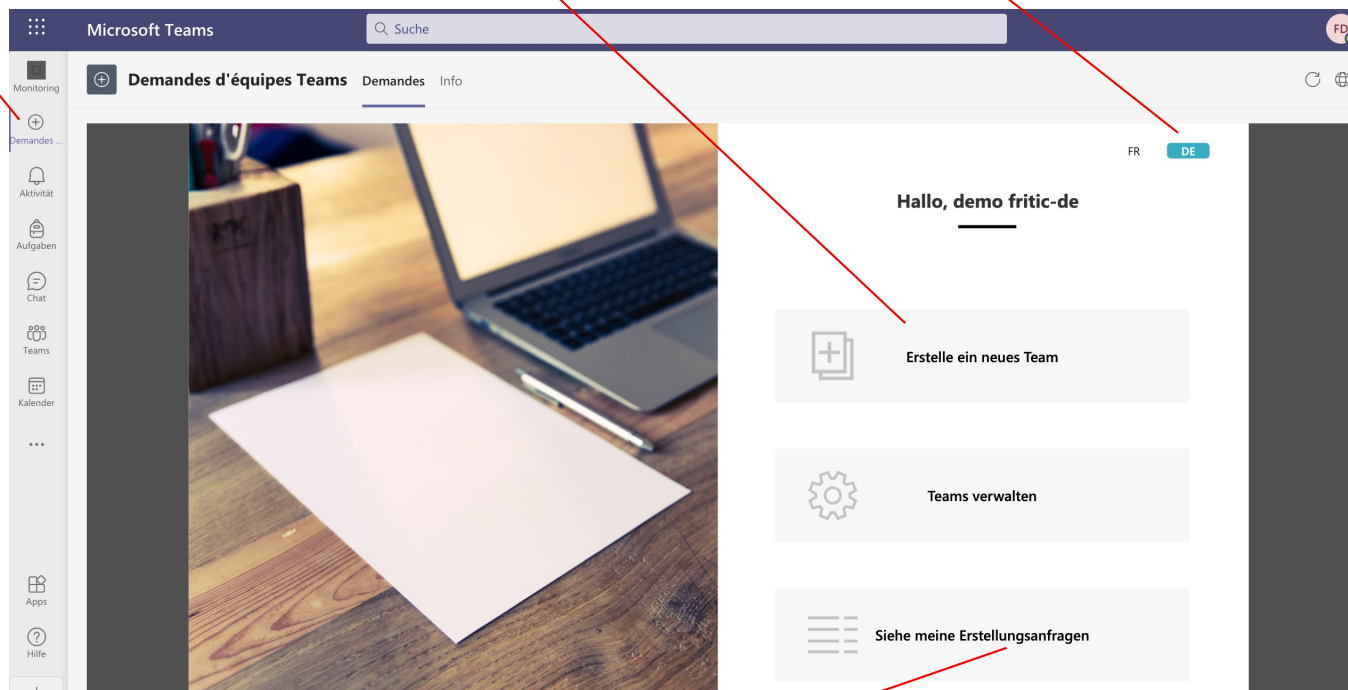 Microsoft Teams
Suche
FD
Monitoring
Demandes d'équipes Teams Demandes Info
Demandes ...
FR DE
Aktivität
Hallo, demo fritic-de
Aufgaben
Chat
Teams
Erstelle ein neues Team
Kalender
Teams verwalten
Apps
Siehe meine Erstellungsanfragen
Hilfe